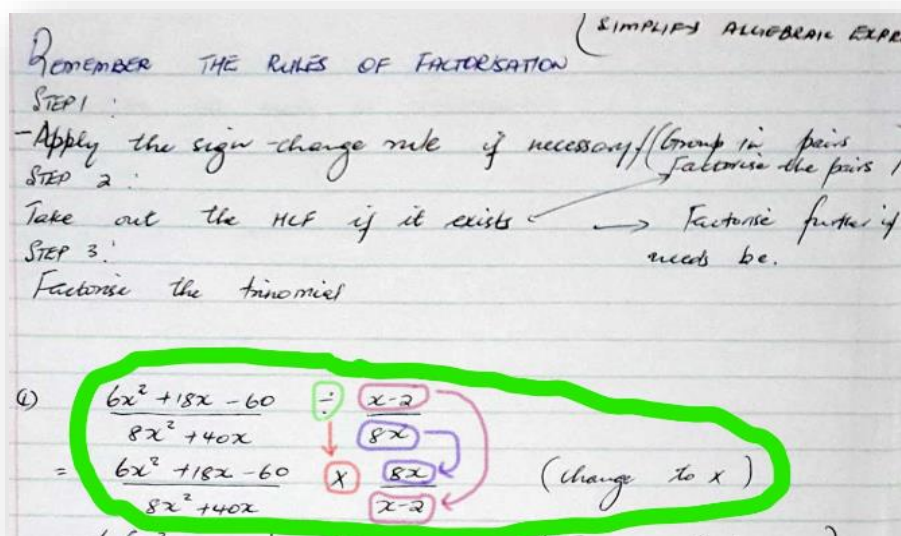 (SIMPLIFY ALGEBRAIC EXPR
REMEMBER THE RULES OF FACTORISATION
STEP 1 :
- Apply the sign-change rule if necessary / (Group in pairs
Factorise the pairs
STEP 2 :
Take out the HCF if it exists → Factorise further if
needs be.
STEP 3 :
Factorise the trinomial
① 6x² + 18x - 60 ÷ x-2
8x² + 40x 8x
= 6x² + 18x - 60 x 8x (change to x)
8x² + 40x x-2